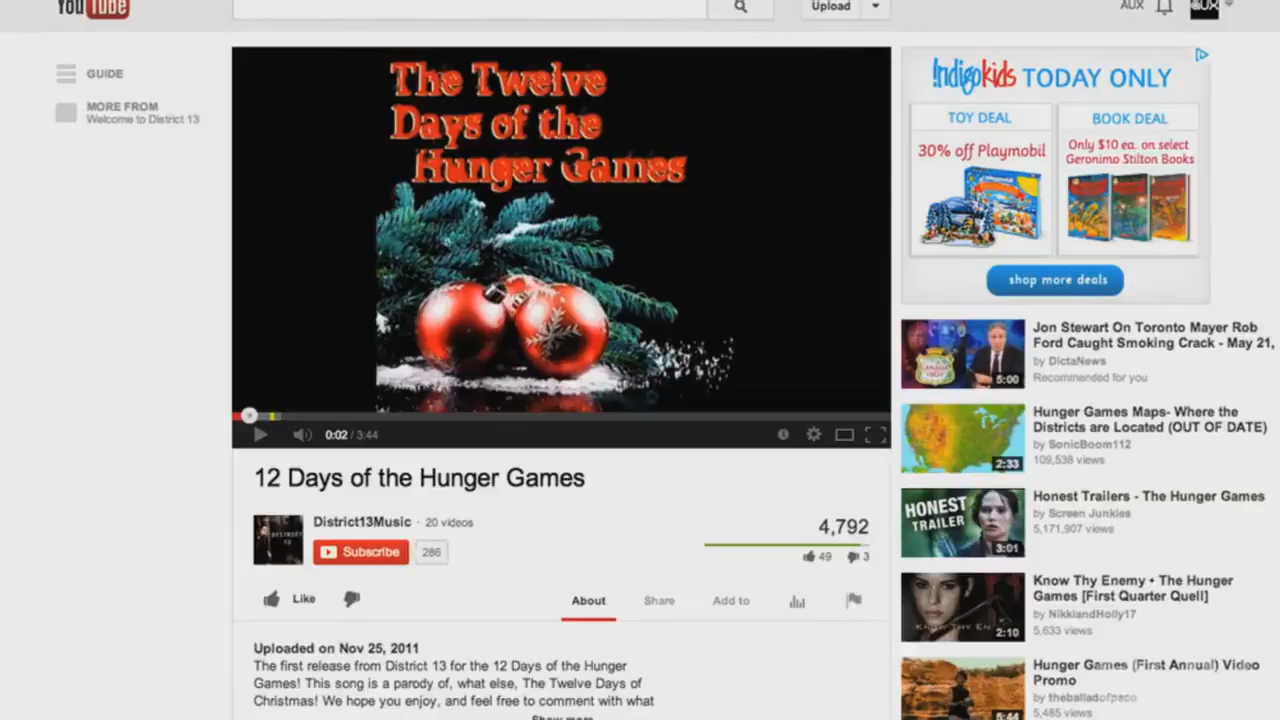 YouTube
Upload
AUX
AUX
GUIDE
MORE FROM
Welcome to District 13
The Twelve
Days of the
Hunger Games
0:02 / 3:44
12 Days of the Hunger Games
District13Music · 20 videos
Subscribe
286
4,792
49
3
Like
About
Share
Add to
Uploaded on Nov 25, 2011
The first release from District 13 for the 12 Days of the Hunger
Games! This song is a parody of, what else, The Twelve Days of
Christmas! We hope you enjoy, and feel free to comment with what
Show more
Indigokids TODAY ONLY
TOY DEAL
30% off Playmobil
BOOK DEAL
Only $10 ea. on select
Geronimo Stilton Books
shop more deals
5:00
Jon Stewart On Toronto Mayor Rob
Ford Caught Smoking Crack - May 21,
by DictaNews
Recommended for you
2:33
Hunger Games Maps- Where the
Districts are Located (OUT OF DATE)
by SonicBoom112
109,538 views
HONEST
TRAILER
3:01
Honest Trailers - The Hunger Games
by Screen Junkies
5,171,907 views
KNOW THY EN
2:10
Know Thy Enemy • The Hunger
Games [First Quarter Quell]
by NikkiandHolly17
5,633 views
5:44
Hunger Games (First Annual) Video
Promo
by theballadofpaco
5,485 views